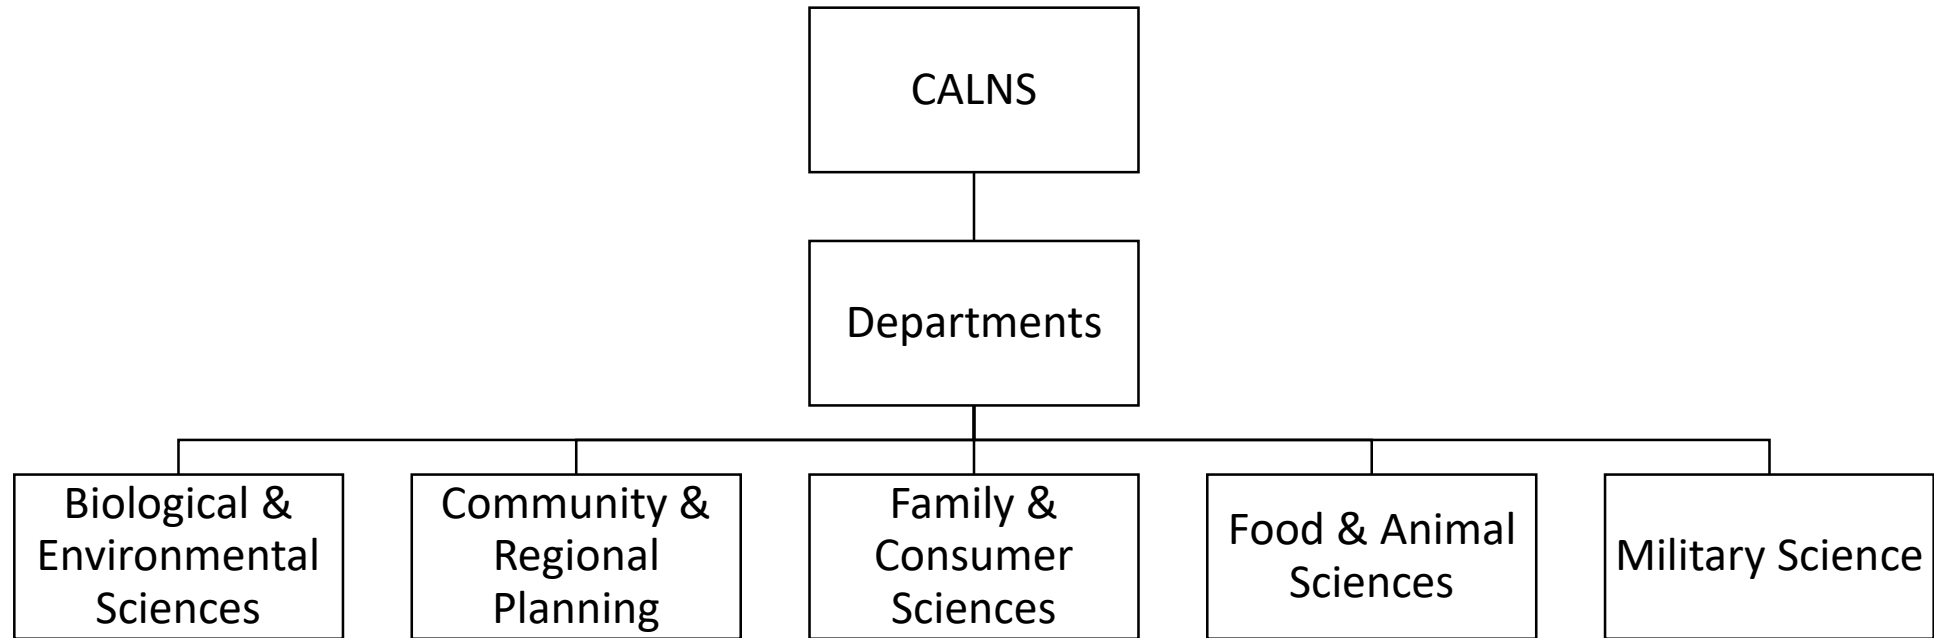 CALNS
Departments
Biological &
Environmental
Sciences
Community &
Regional
Planning
Family &
Consumer
Sciences
Food & Animal
Sciences
Military Science